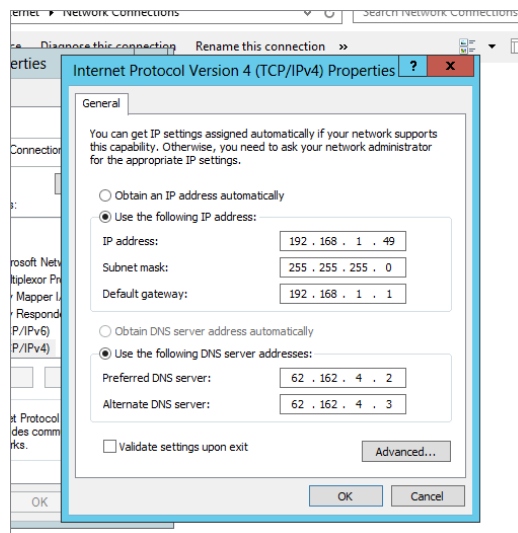 Network Connections
Search Network Connections
Diagnose this connection Rename this connection »
Internet Protocol Version 4 (TCP/IPv4) Properties ? x
General
You can get IP settings assigned automatically if your network supports
this capability. Otherwise, you need to ask your network administrator
for the appropriate IP settings.
Obtain an IP address automatically
Use the following IP address:
IP address: 192 . 168 . 1 . 49
Subnet mask: 255 . 255 . 255 . 0
Default gateway: 192 . 168 . 1 . 1
Obtain DNS server address automatically
Use the following DNS server addresses:
Preferred DNS server: 62 . 162 . 4 . 2
Alternate DNS server: 62 . 162 . 4 . 3
Validate settings upon exit
Advanced...
OK Cancel
erties
Connection
rosoft Netw
ltiplexor Pr
Mapper I/
Respond
P/IPv6)
P/IPv4)
et Protocol
des comm
rks.
OK